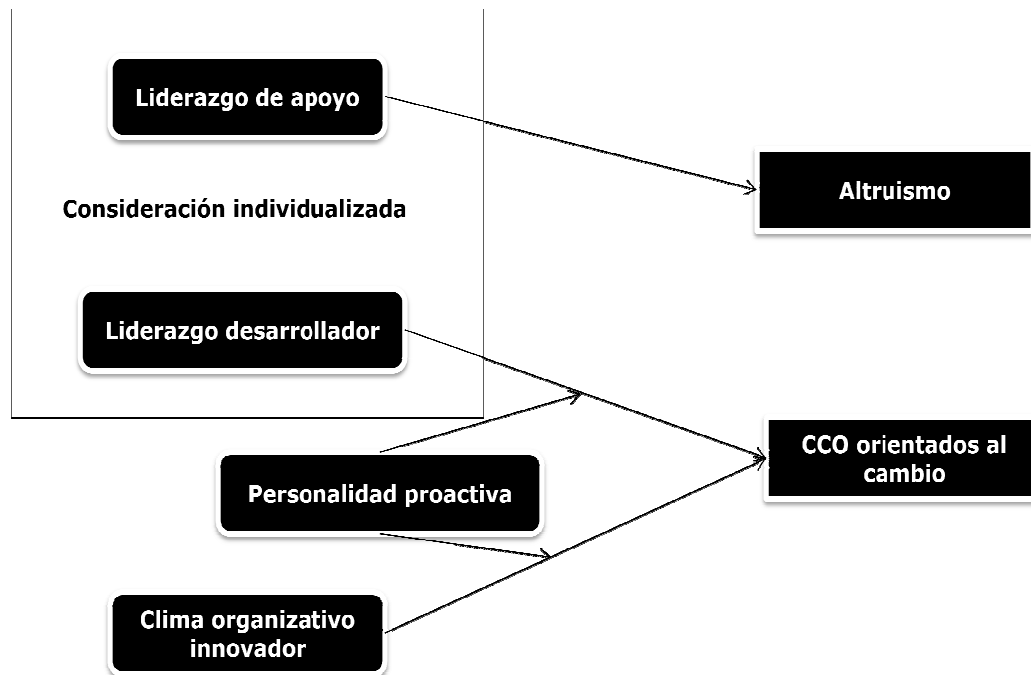 Liderazgo de apoyo
Altruismo
Consideración individualizada
Liderazgo desarrollador
CCO orientados al
cambio
Personalidad proactiva
Clima organizativo
innovador